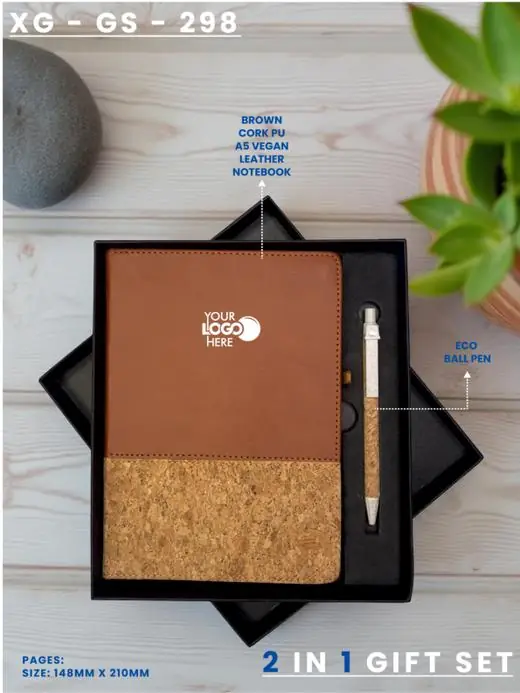 XG - GS - 298
BROWN
CORK PU
A5 VEGAN
LEATHER
NOTEBOOK
YOUR
LOGO
HERE
ECO
BALL PEN
PAGES:
SIZE: 148MM X 210MM
2 IN 1 GIFT SET